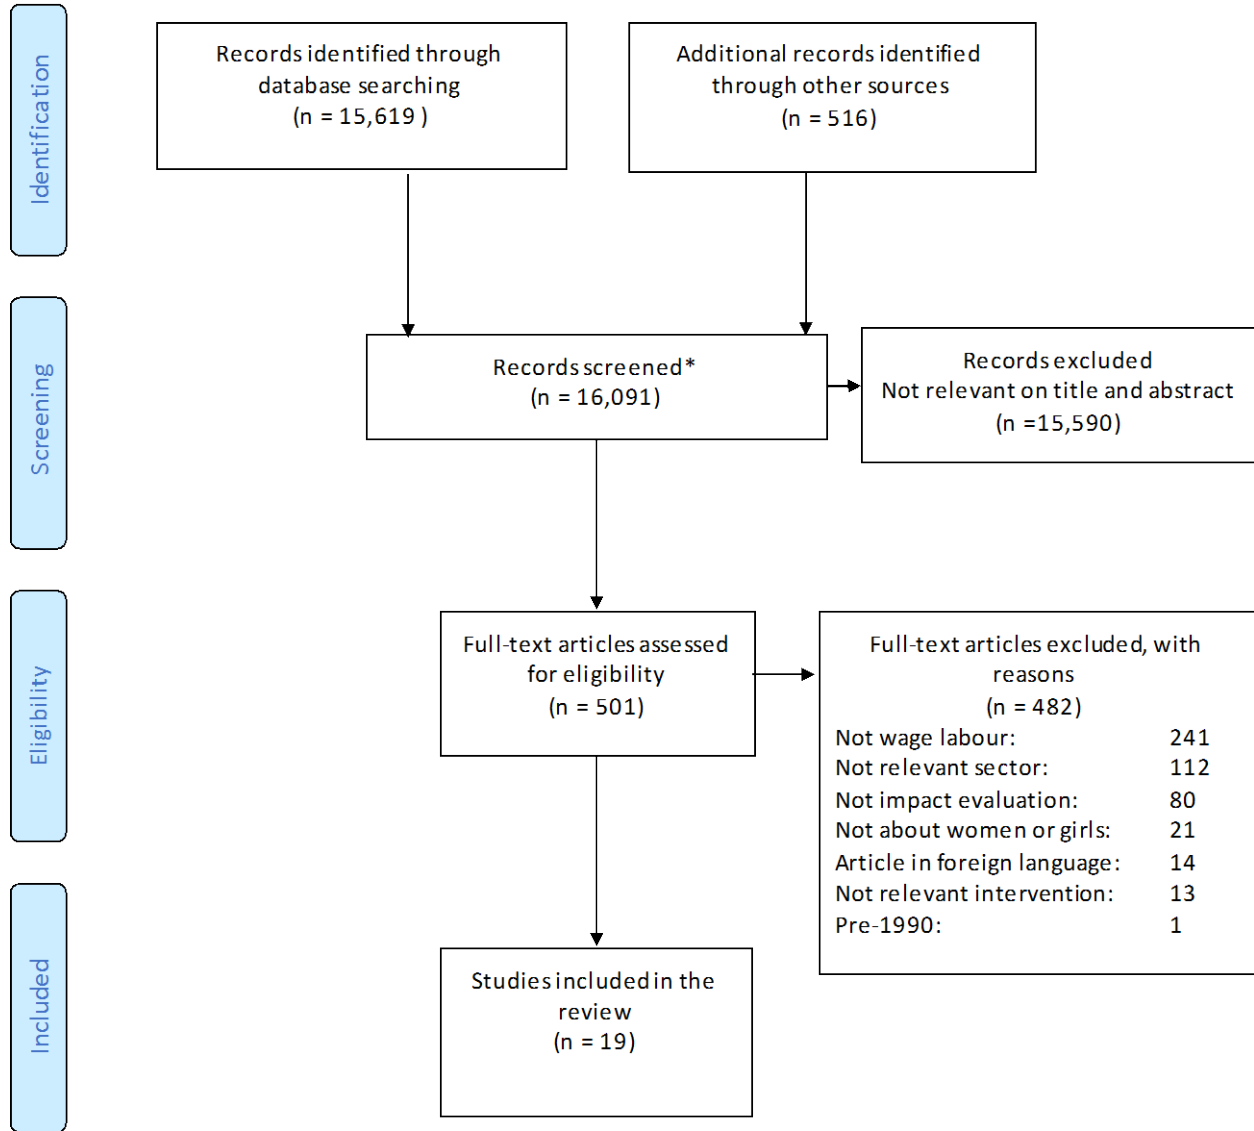 Identification
Records identified through
database searching
(n = 15,619 )
Additional records identified
through other sources
(n = 516)
Screening
Records screened*
(n = 16,091)
Records excluded
Not relevant on title and abstract
(n =15,590)
Eligibility
Full-text articles assessed
for eligibility
(n = 501)
Full-text articles excluded, with
reasons
(n = 482)
Not wage labour: 241
Not relevant sector: 112
Not impact evaluation: 80
Not about women or girls: 21
Article in foreign language: 14
Not relevant intervention: 13
Pre-1990: 1
Included
Studies included in the
review
(n = 19)